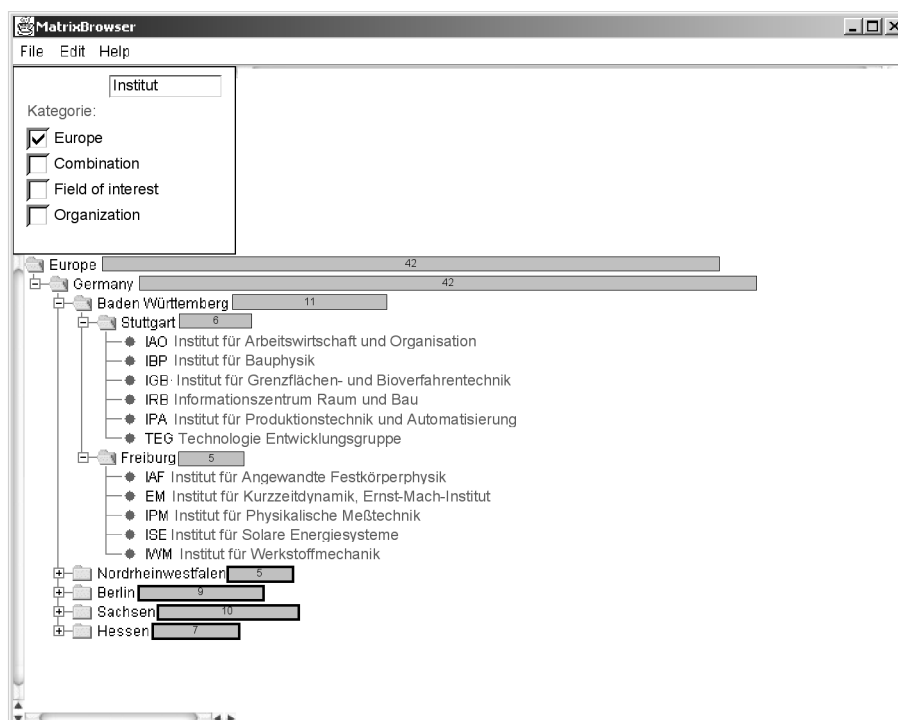 MatrixBrowser
File Edit Help
Institut
Kategorie:
Europe
Combination
Field of interest
Organization
Europe 42
Germany 42
Baden Württemberg 11
Stuttgart 6
IAO Institut für Arbeitswirtschaft und Organisation
IBP Institut für Bauphysik
IGB Institut für Grenzflächen- und Bioverfahrentechnik
IRB Informationszentrum Raum und Bau
IPA Institut für Produktionstechnik und Automatisierung
TEG Technologie Entwicklungsgruppe
Freiburg 5
IAF Institut für Angewandte Festkörperphysik
EM Institut für Kurzzeitdynamik, Ernst-Mach-Institut
IPM Institut für Physikalische Meßtechnik
ISE Institut für Solare Energiesysteme
IWM Institut für Werkstoffmechanik
Nordrheinwestfalen 5
Berlin 9
Sachsen 10
Hessen 7